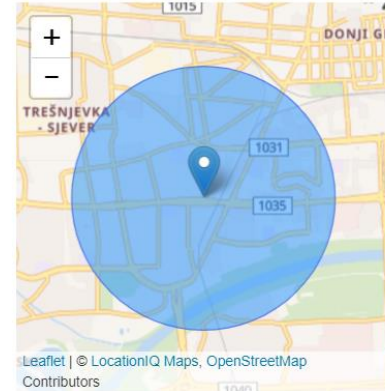 1015
+
−
DONJI G
TREŠNJEVKA
- SJEVER
1031
1035
Leaflet | © LocationIQ Maps, OpenStreetMap
Contributors
1040